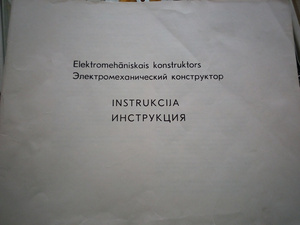 Elektromehāniskais konstruktors
Электромеханический конструктор
INSTRUKCIJA
ИНСТРУКЦИЯ